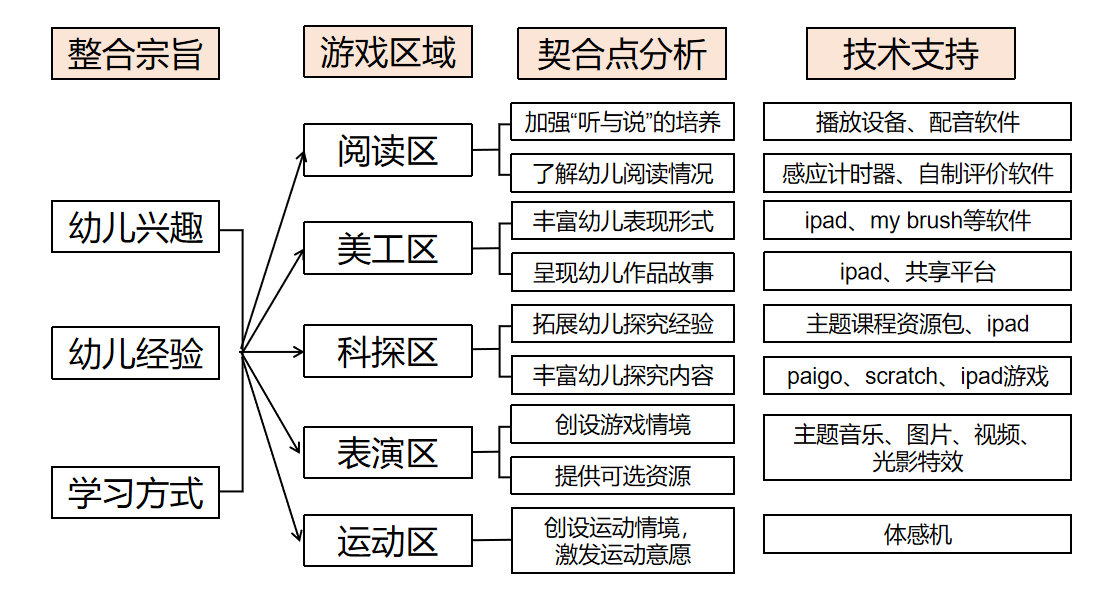 整合宗旨
游戏区域
契合点分析
技术支持
幼儿兴趣
幼儿经验
学习方式
阅读区
加强“听与说”的培养
播放设备、配音软件
了解幼儿阅读情况
感应计时器、自制评价软件
美工区
丰富幼儿表现形式
ipad、my brush等软件
呈现幼儿作品故事
ipad、共享平台
科探区
拓展幼儿探究经验
主题课程资源包、ipad
丰富幼儿探究内容
paigo、scratch、ipad游戏
表演区
创设游戏情境
提供可选资源
主题音乐、图片、视频、
光影特效
运动区
创设运动情境，
激发运动意愿
体感机